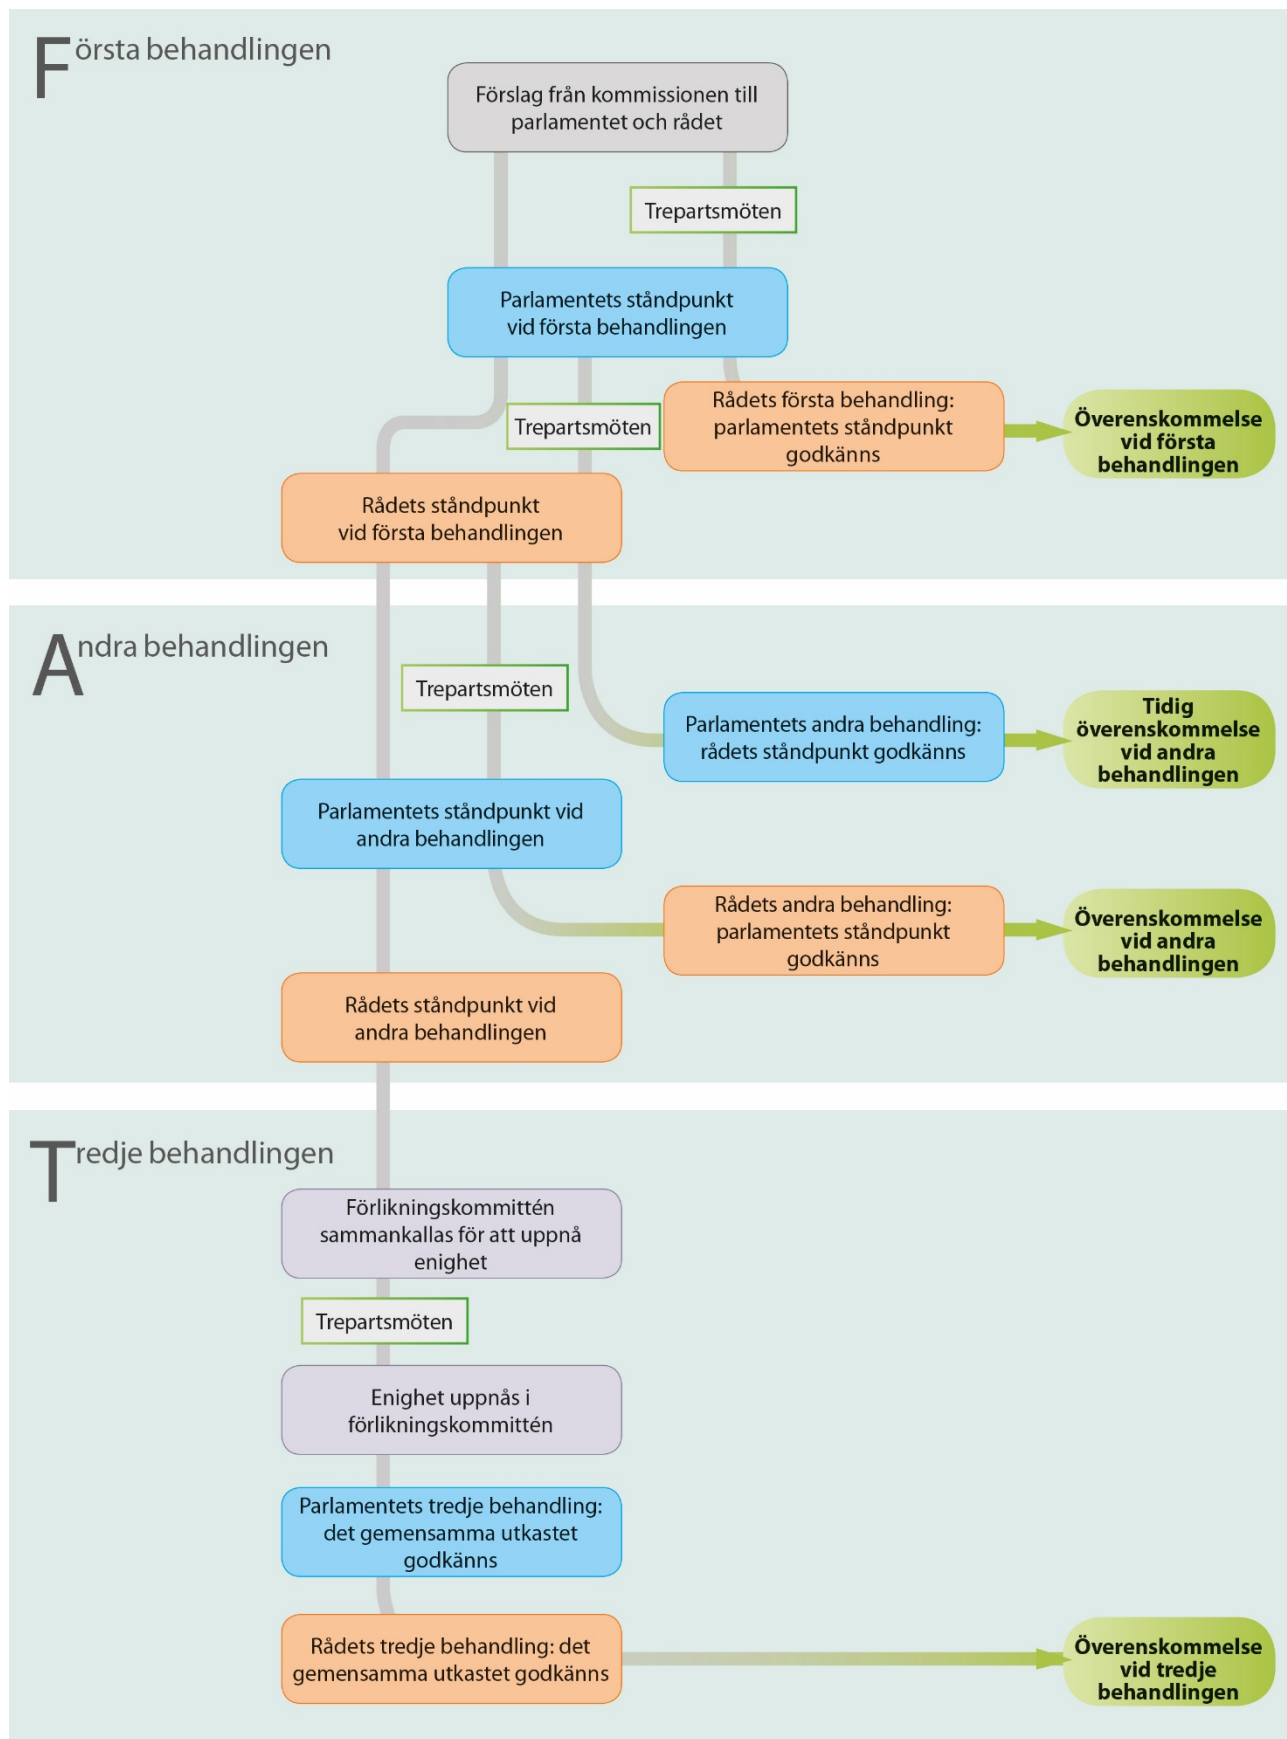 Första behandlingen
Förslag från kommissionen till
parlamentet och rådet
Trepartsmöten
Parlamentets ståndpunkt
vid första behandlingen
Trepartsmöten
Rådets första behandling:
parlamentets ståndpunkt
godkänns
Överenskommelse
vid första
behandlingen
Rådets ståndpunkt
vid första behandlingen
Andra behandlingen
Trepartsmöten
Parlamentets andra behandling:
rådets ståndpunkt godkänns
Tidig
överenskommelse
vid andra
behandlingen
Parlamentets ståndpunkt vid
andra behandlingen
Rådets andra behandling:
parlamentets ståndpunkt
godkänns
Överenskommelse
vid andra
behandlingen
Rådets ståndpunkt vid
andra behandlingen
Tredje behandlingen
Förlikningskommittén
sammankallas för att uppnå
enighet
Trepartsmöten
Enighet uppnås i
förlikningskommittén
Parlamentets tredje behandling:
det gemensamma utkastet
godkänns
Rådets tredje behandling: det
gemensamma utkastet godkänns
Överenskommelse
vid tredje
behandlingen